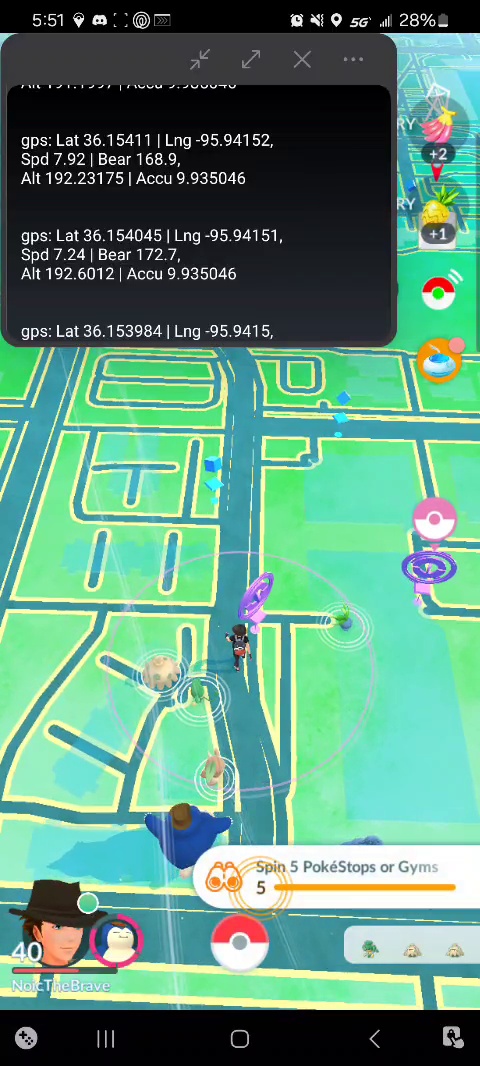 5:51
5G
28%
gps: Lat 36.15411 | Lng -95.94152,
Spd 7.92 | Bear 168.9,
Alt 192.23175 | Accu 9.935046
gps: Lat 36.154045 | Lng -95.94151,
Spd 7.24 | Bear 172.7,
Alt 192.6012 | Accu 9.935046
gps: Lat 36.153984 | Lng -95.9415,
RY
+2
RY
+1
Spin 5 PokéStops or Gyms
5
40
NoicTheBrave